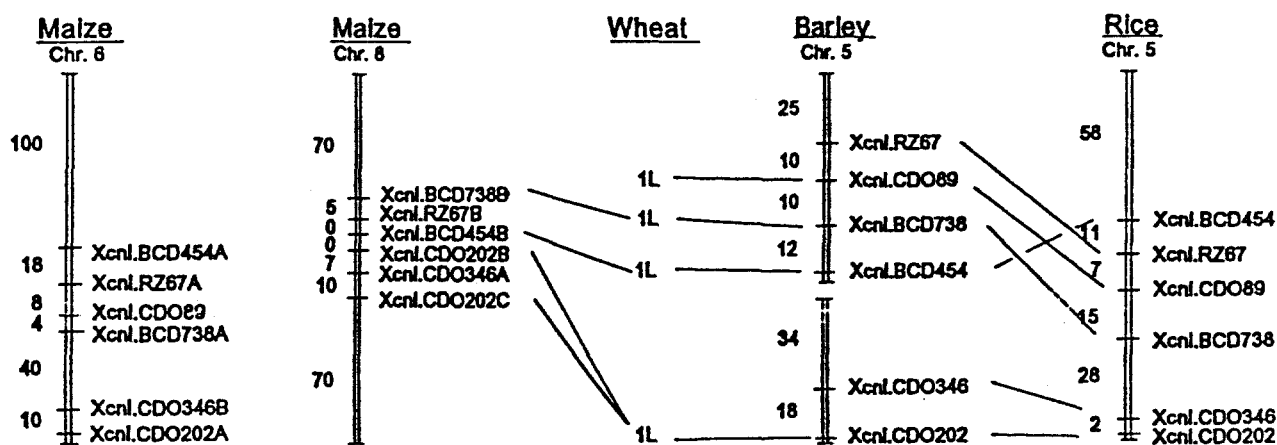 Maize
Chr. 6
100
18
8
4
40
10
Xcnl.BCD454A
Xcnl.RZ67A
Xcnl.CDO89
Xcnl.BCD738A
Xcnl.CDO346B
Xcnl.CDO202A
Maize
Chr. 8
70
5
0
0
7
10
70
Xcnl.BCD738B
Xcnl.RZ67B
Xcnl.BCD454B
Xcnl.CDO202B
Xcnl.CDO346A
Xcnl.CDO202C
Wheat
1L
1L
1L
1L
Barley
Chr. 5
25
10
10
12
34
18
Xcnl.RZ67
Xcnl.CDO89
Xcnl.BCD738
Xcnl.BCD454
Xcnl.CDO346
Xcnl.CDO202
Rice
Chr. 5
58
11
7
15
28
2
Xcnl.BCD454
Xcnl.RZ67
Xcnl.CDO89
Xcnl.BCD738
Xcnl.CDO346
Xcnl.CDO202